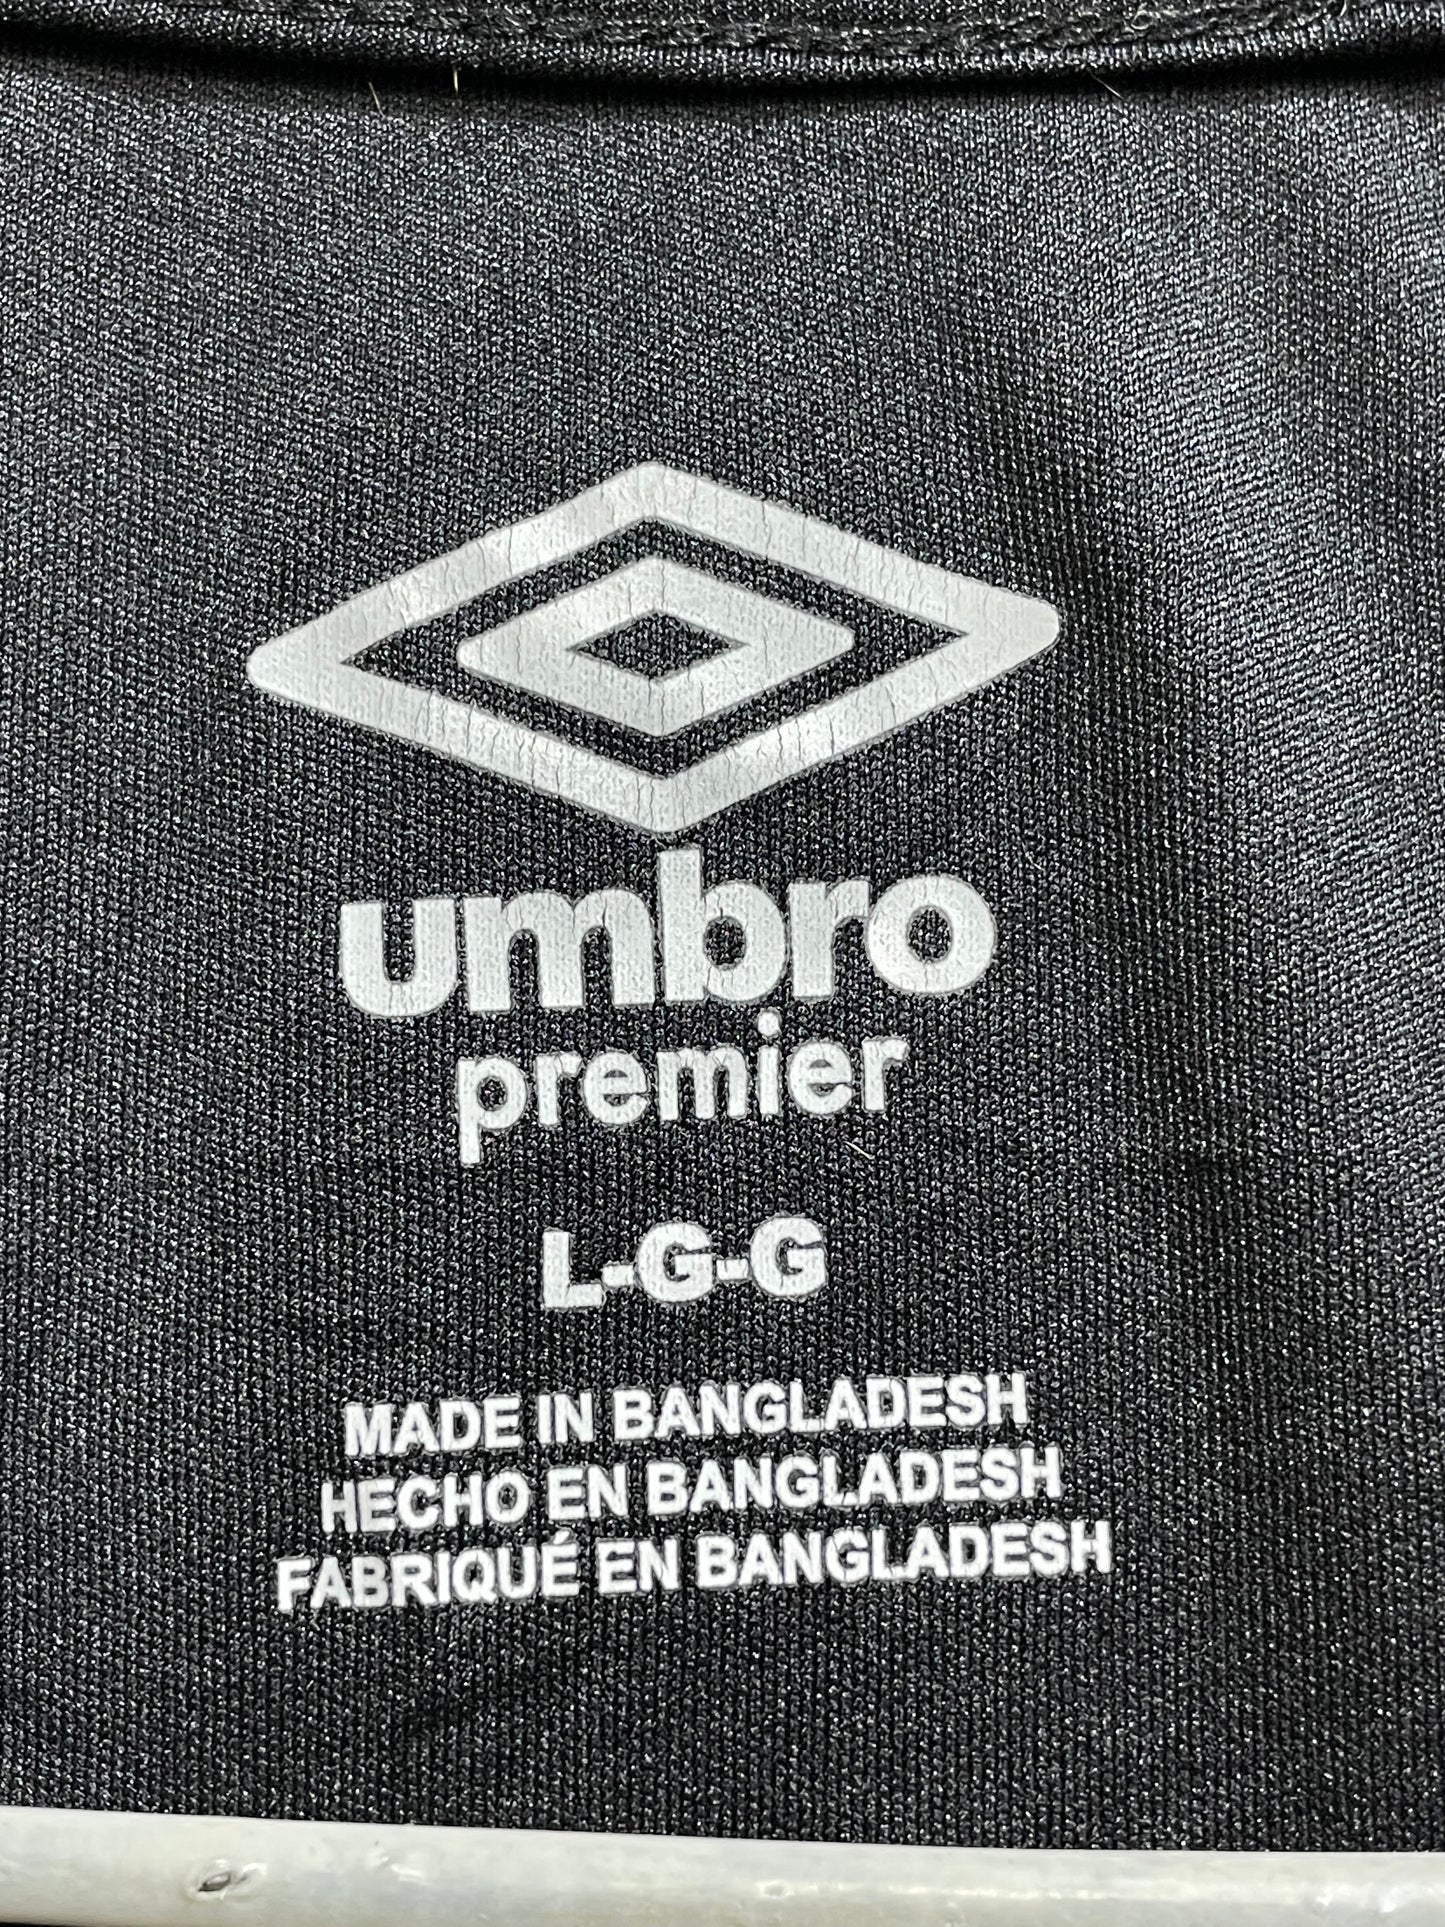 umbro
premier
L-G-G
MADE IN BANGLADESH
HECHO EN BANGLADESH
FABRIQUÉ EN BANGLADESH